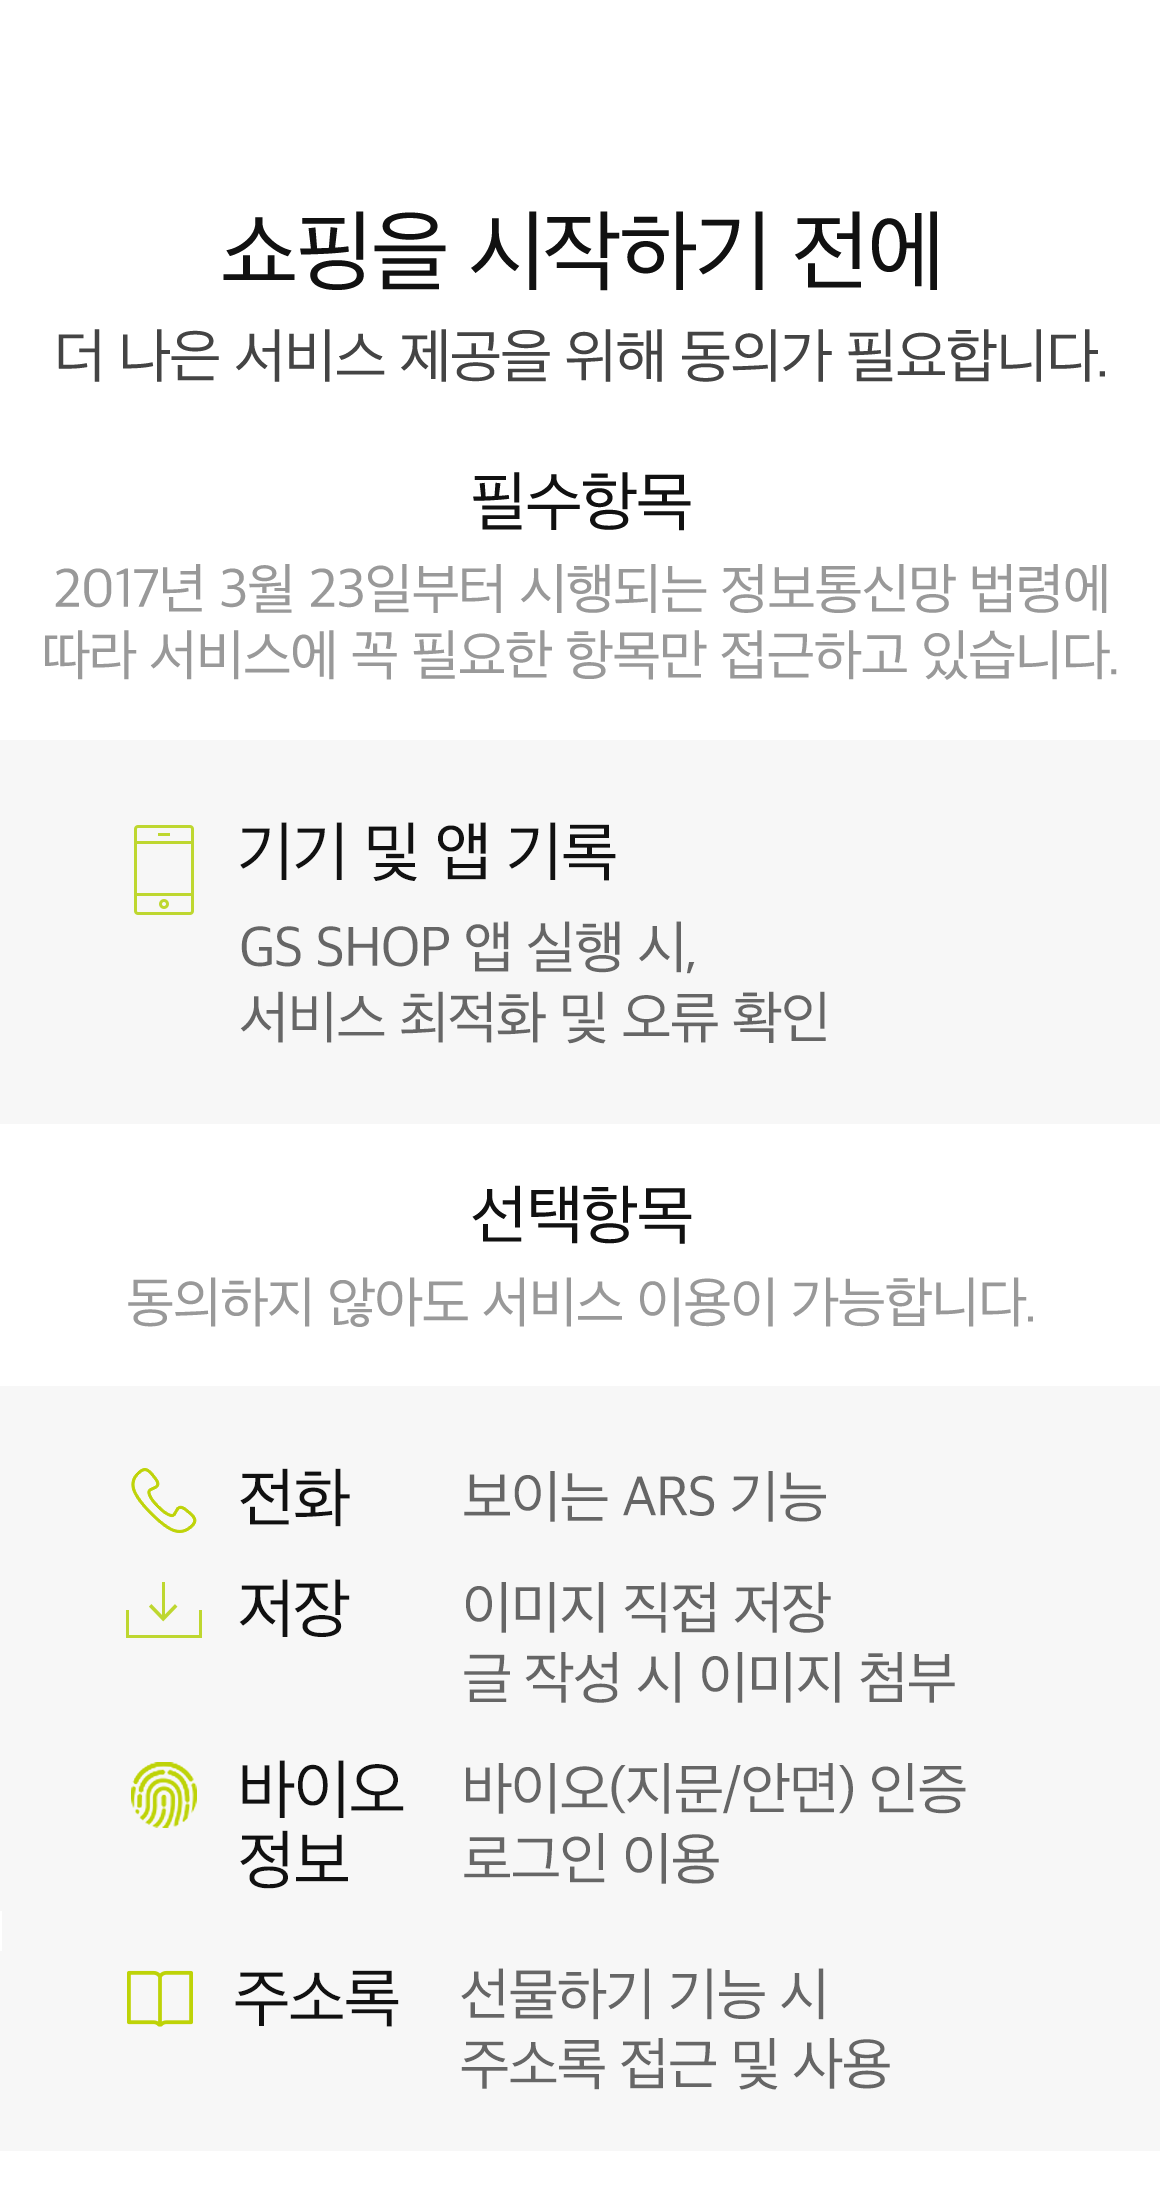 쇼핑을 시작하기 전에
더 나은 서비스 제공을 위해 동의가 필요합니다.
필수항목
2017년 3월 23일부터 시행되는 정보통신망 법령에
따라 서비스에 꼭 필요한 항목만 접근하고 있습니다.
기기 및 앱 기록
GS SHOP 앱 실행 시,
서비스 최적화 및 오류 확인
선택항목
동의하지 않아도 서비스 이용이 가능합니다.
전화 보이는 ARS 기능
저장 이미지 직접 저장
글 작성 시 이미지 첨부
바이오 바이오(지문/안면) 인증
정보 로그인 이용
주소록 선물하기 기능 시
주소록 접근 및 사용